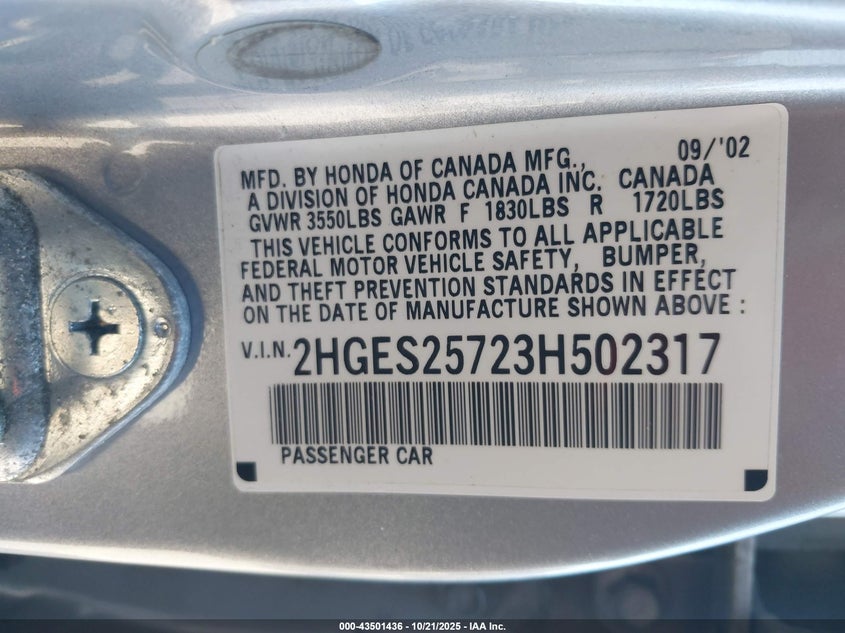 MFD. BY HONDA OF CANADA MFG., 09/'02
A DIVISION OF HONDA CANADA INC. CANADA
GVWR 3550LBS GAWR F 1830LBS R 1720LBS
THIS VEHICLE CONFORMS TO ALL APPLICABLE
FEDERAL MOTOR VEHICLE SAFETY, BUMPER,
AND THEFT PREVENTION STANDARDS IN EFFECT
ON THE DATE OF MANUFACTURE SHOWN ABOVE :
V.I.N. 2HGES25723H502317
PASSENGER CAR
000-43501436 - 10/21/2025 - IAA Inc.